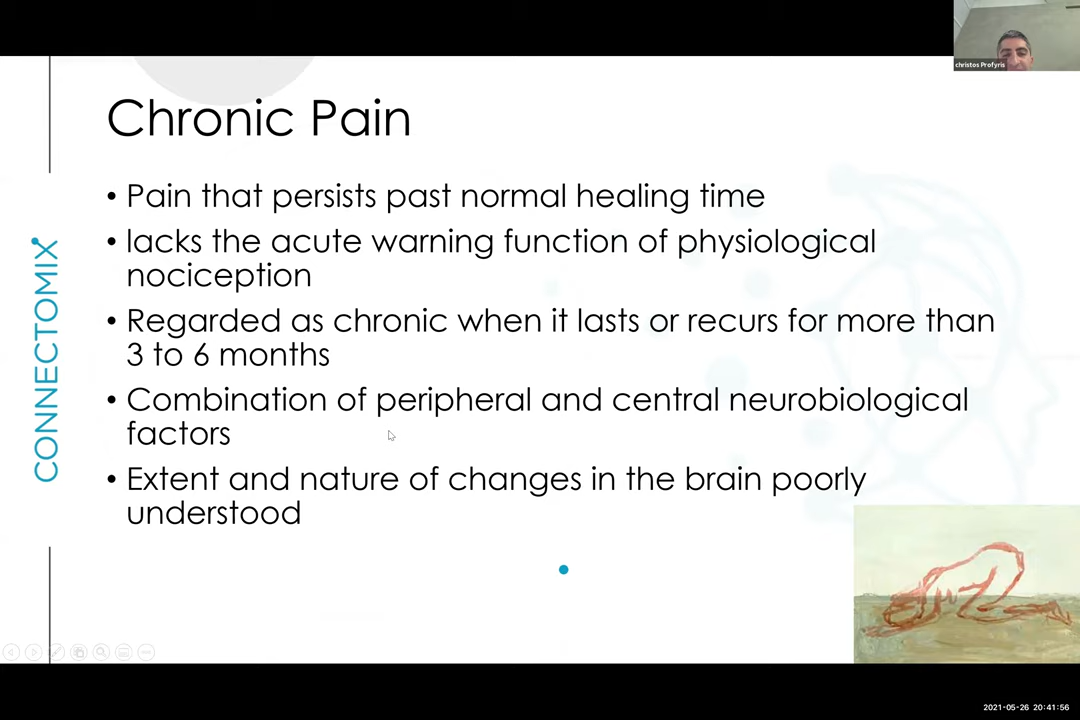 christos Profyris
Chronic Pain
• Pain that persists past normal healing time
• lacks the acute warning function of physiological
nociception
• Regarded as chronic when it lasts or recurs for more than
3 to 6 months
• Combination of peripheral and central neurobiological
factors
• Extent and nature of changes in the brain poorly
understood
CONNECTOMIX
2021-05-26 20:41:56